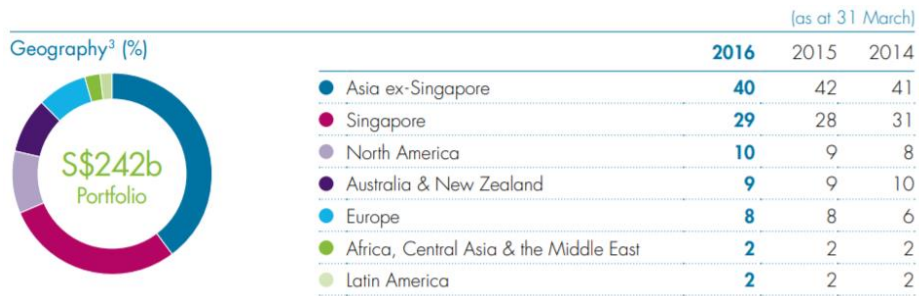 (as at 31 March)
Geography³ (%)
2016 2015 2014
S$242b
Portfolio
Asia ex-Singapore 40 42 41
Singapore 29 28 31
North America 10 9 8
Australia & New Zealand 9 9 10
Europe 8 8 6
Africa, Central Asia & the Middle East 2 2 2
Latin America 2 2 2